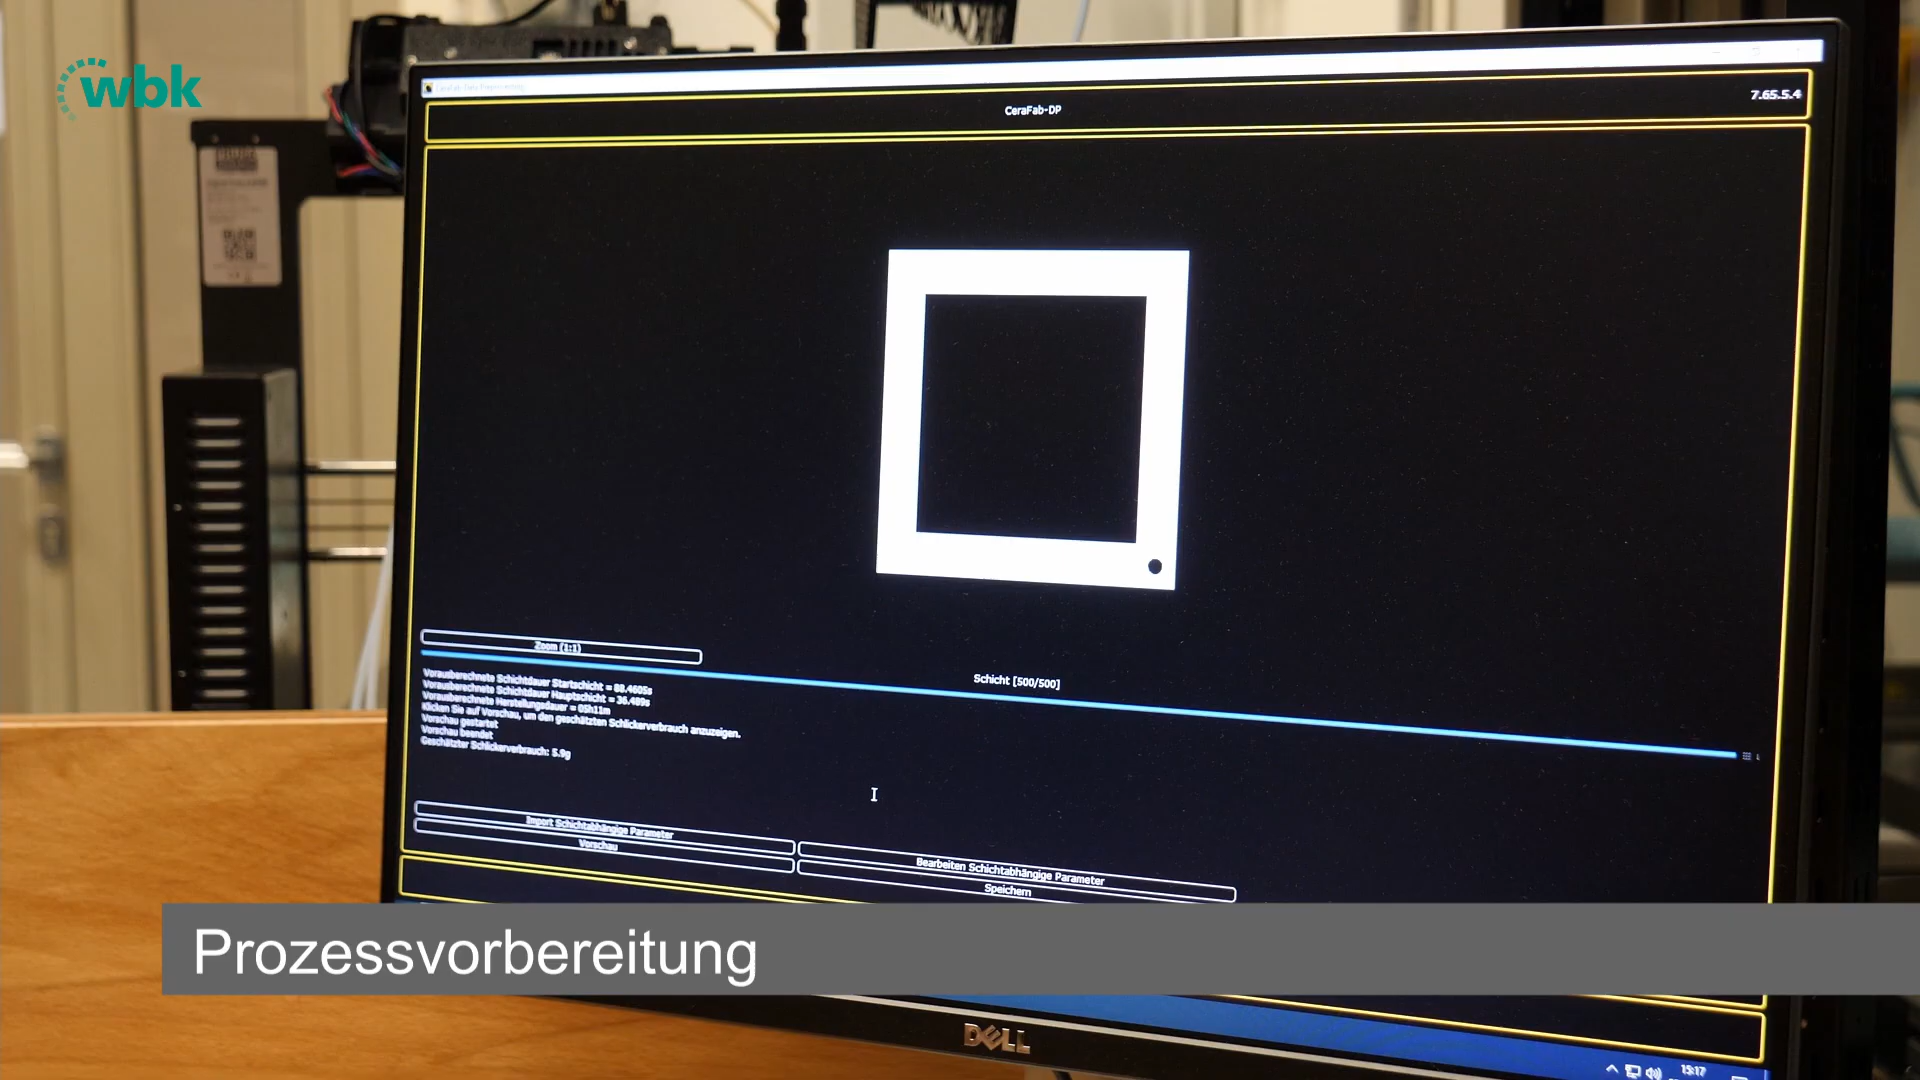 wbk
CeraFab-DP
7.65.5.4
Zoom (1:1)
Schicht [500/500]
Vorausberechnete Schichtdauer Startschicht = 88.4605s
Vorausberechnete Schichtdauer Hauptschicht = 36.489s
Vorausberechnete Herstellungsdauer = 05h11m
Klicken Sie auf Vorschau, um den geschätzten Schlickerverbrauch anzuzeigen.
Vorschau gestartet
Vorschau beendet
Geschätzter Schlickerverbrauch: 5.9g
Import Schichtabhängige Parameter
Vorschau
Bearbeiten Schichtabhängige Parameter
Speichern
Prozessvorbereitung
DELL
15:17